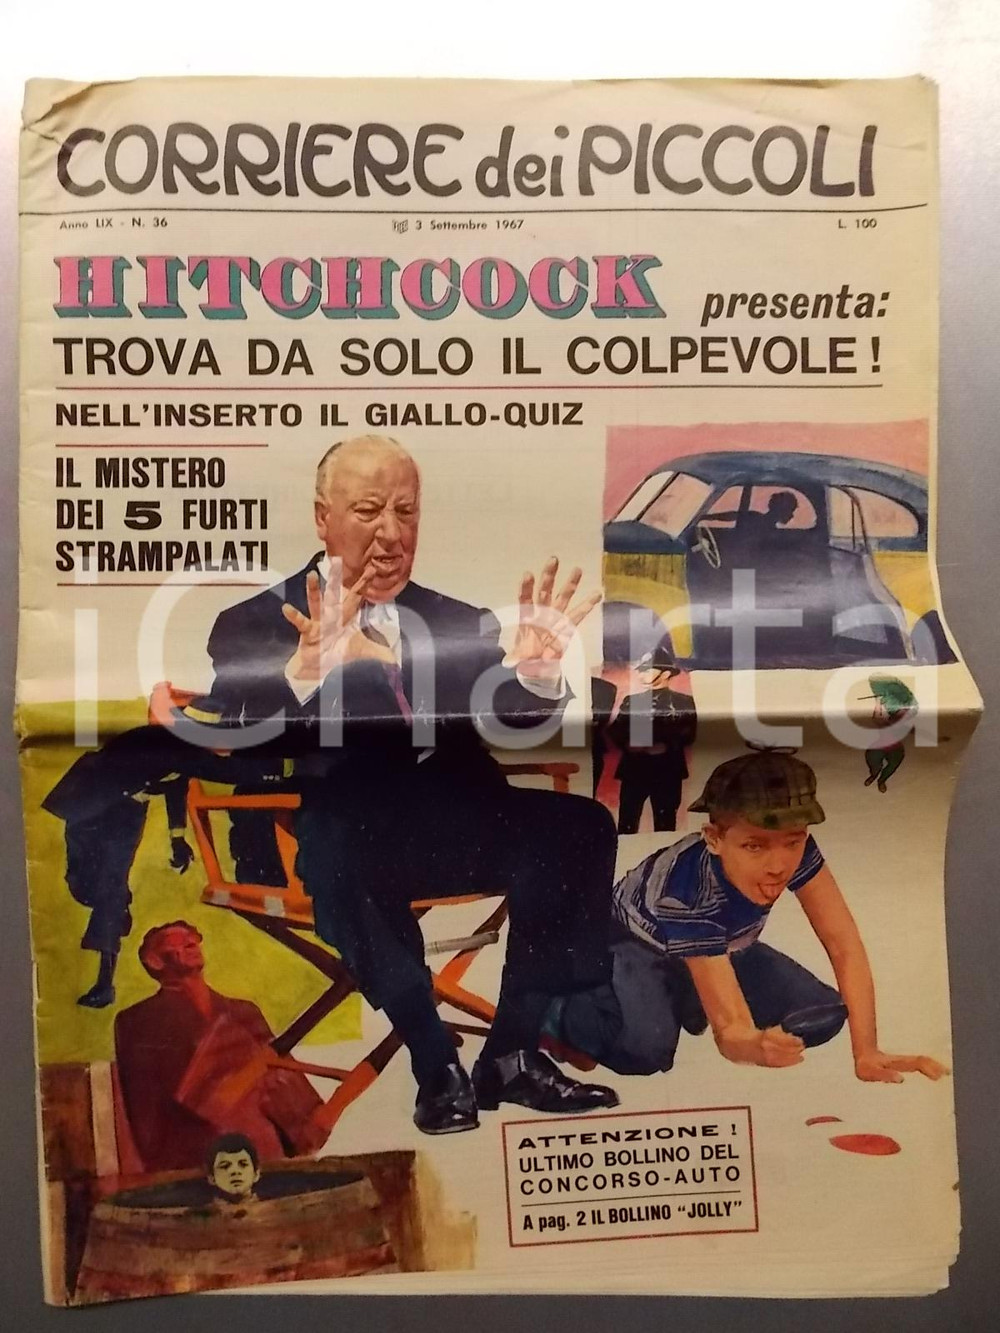 CORRIERE dei PICCOLI
Anno LIX - N. 36 3 Settembre 1967 L. 100
HITCHCOCK presenta:
TROVA DA SOLO IL COLPEVOLE!
NELL'INSERTO IL GIALLO-QUIZ
IL MISTERO
DEI 5 FURTI
STRAMPALATI
iCharta
ATTENZIONE!
ULTIMO BOLLINO DEL
CONCORSO-AUTO
A pag. 2 IL BOLLINO "JOLLY"